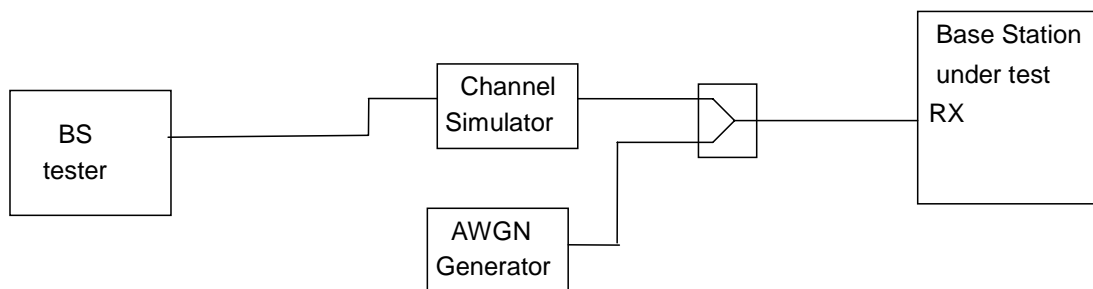 BS
tester
Channel
Simulator
AWGN
Generator
Base Station
under test
RX